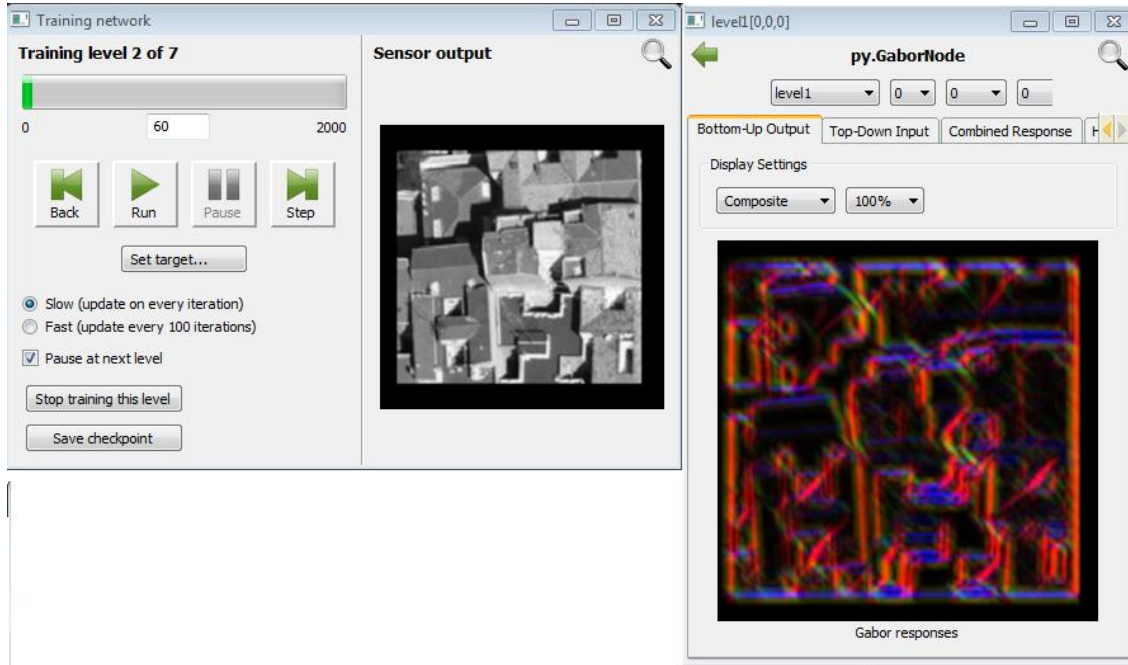 Training network
Training level 2 of 7
0
60
2000
Back
Run
Pause
Step
Set target...
Slow (update on every iteration)
Fast (update every 100 iterations)
Pause at next level
Stop training this level
Save checkpoint
Sensor output
level1[0,0,0]
py.GaborNode
level1 0 0 0
Bottom-Up Output Top-Down Input Combined Response
Display Settings
Composite 100%
Gabor responses